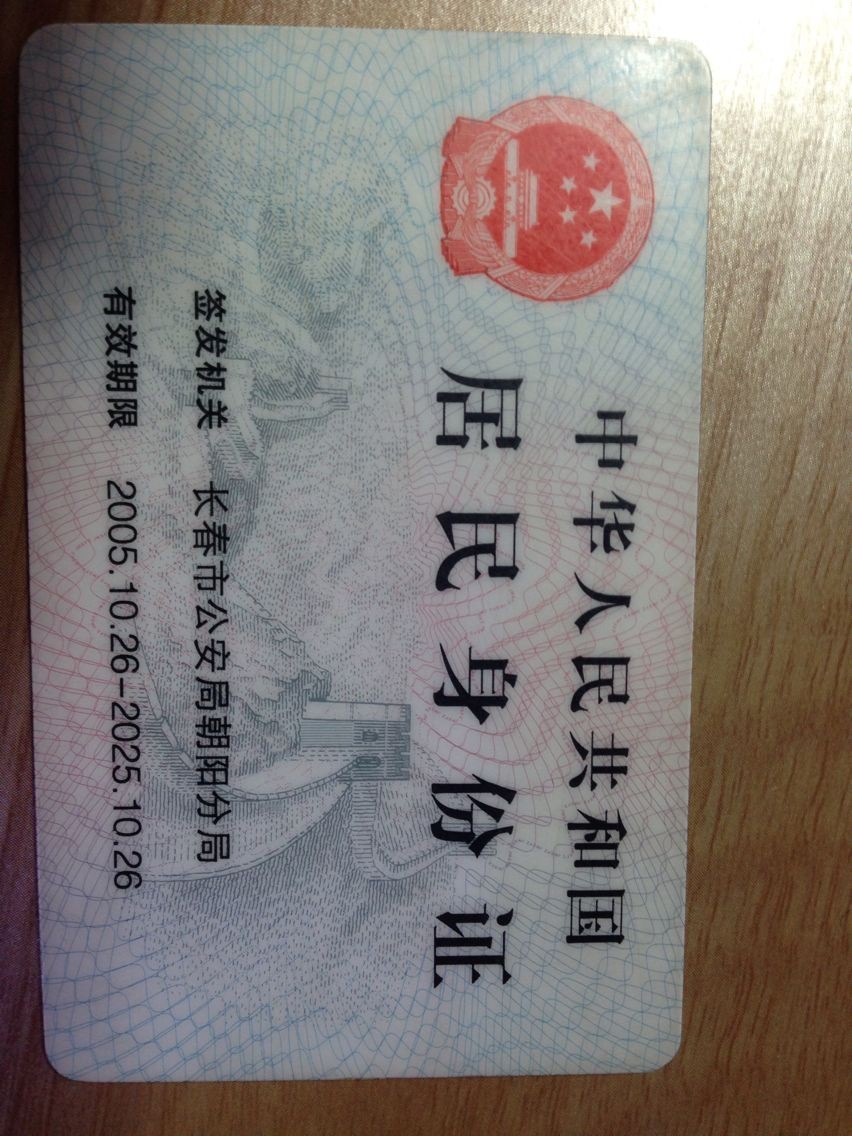 中华人民共和国
居民身份证
签发机关 长春市公安局朝阳分局
有效期限 2005.10.26-2025.10.26